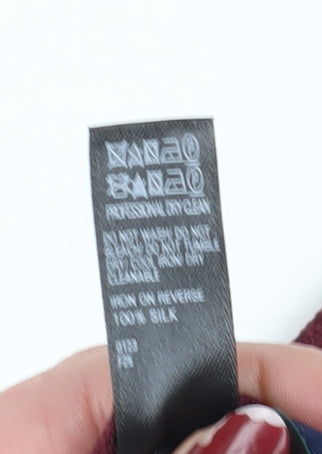 PROFESSIONAL DRY CLEAN
DO NOT WASH DO NOT
BLEACH DO NOT TUMBLE
DRY COOL IRON DRY
CLEANABLE
IRON ON REVERSE
100% SILK